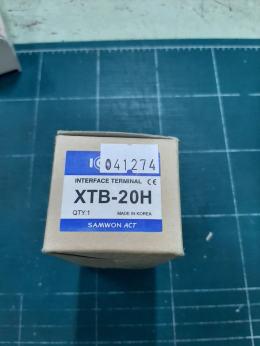 041274
INTERFACE TERMINAL CE
XTB-20H
QTY:1 MADE IN KOREA
SAMWON ACT